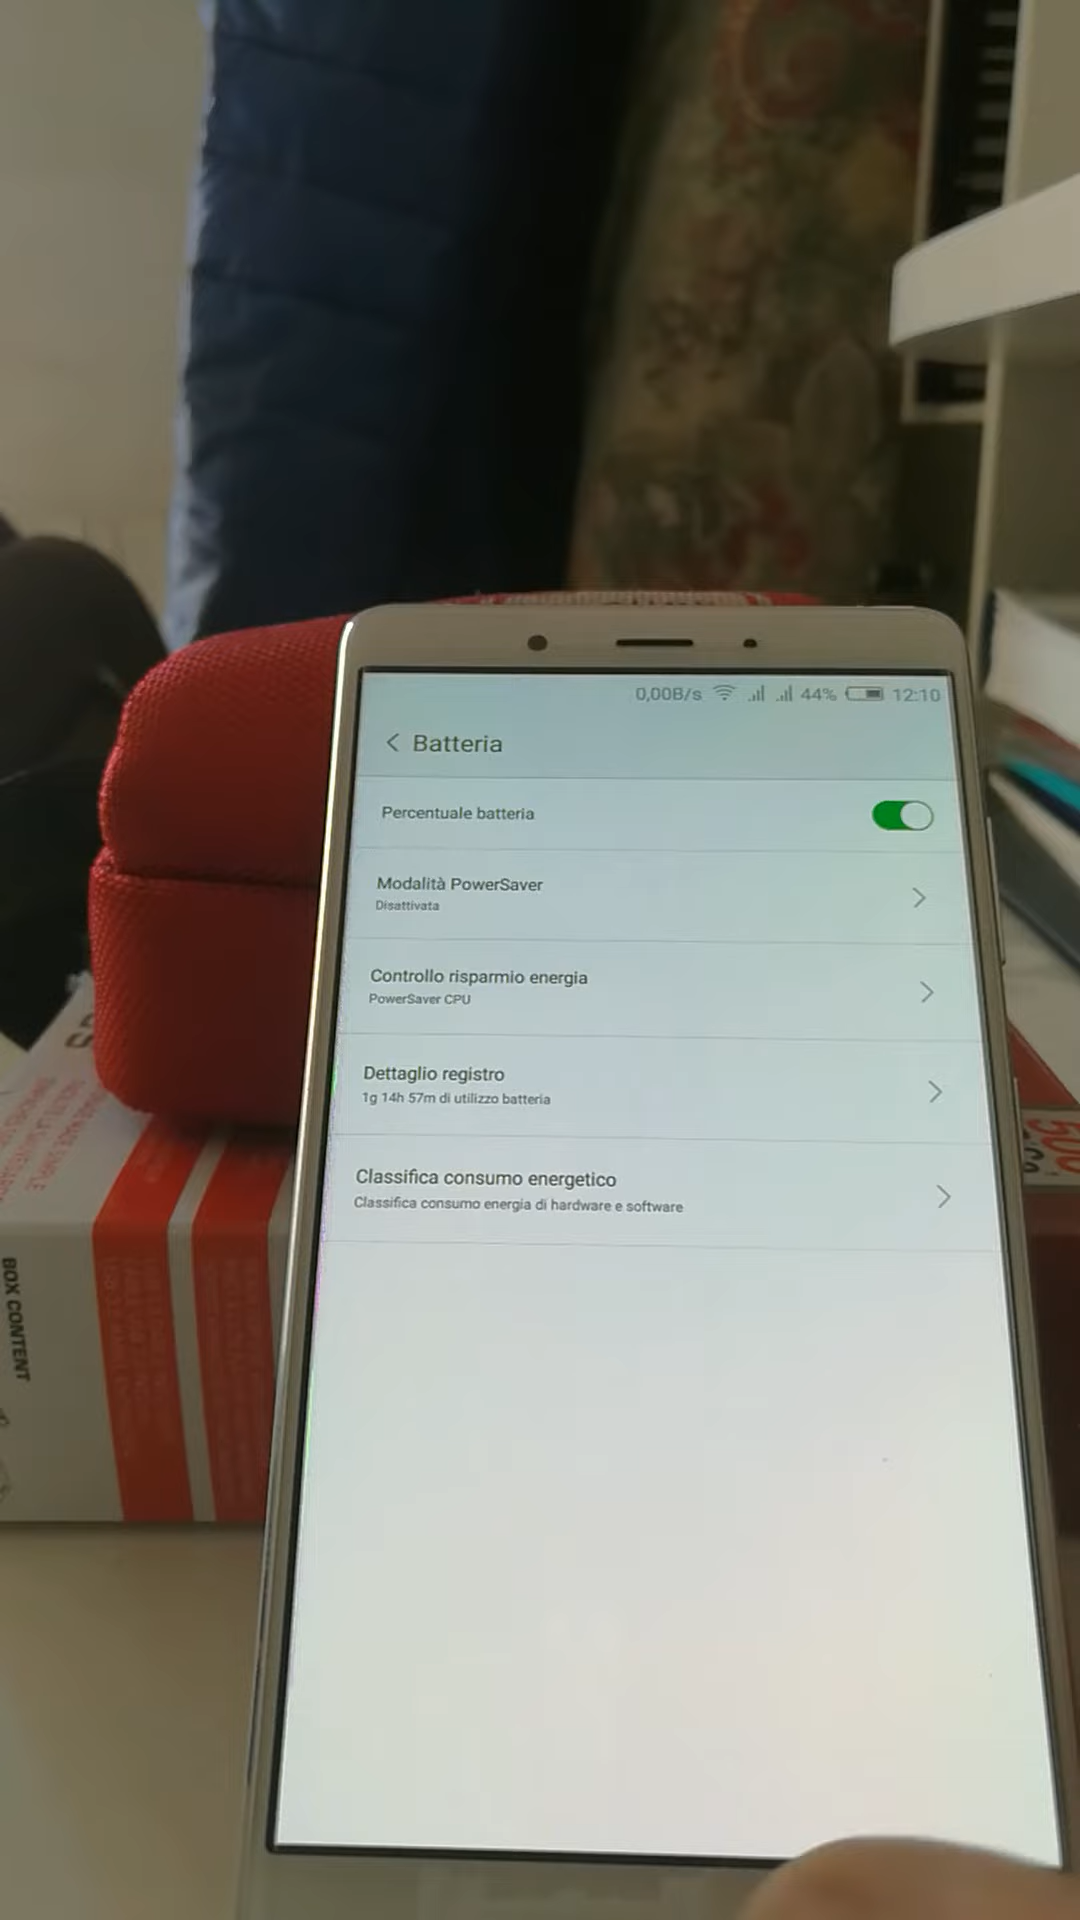 0,00B/s 44% 12:10
Batteria
Percentuale batteria
Modalità PowerSaver
Disattivata
Controllo risparmio energia
PowerSaver CPU
Dettaglio registro
1g 14h 57m di utilizzo batteria
Classifica consumo energetico
Classifica consumo energia di hardware e software
BOX CONTENT